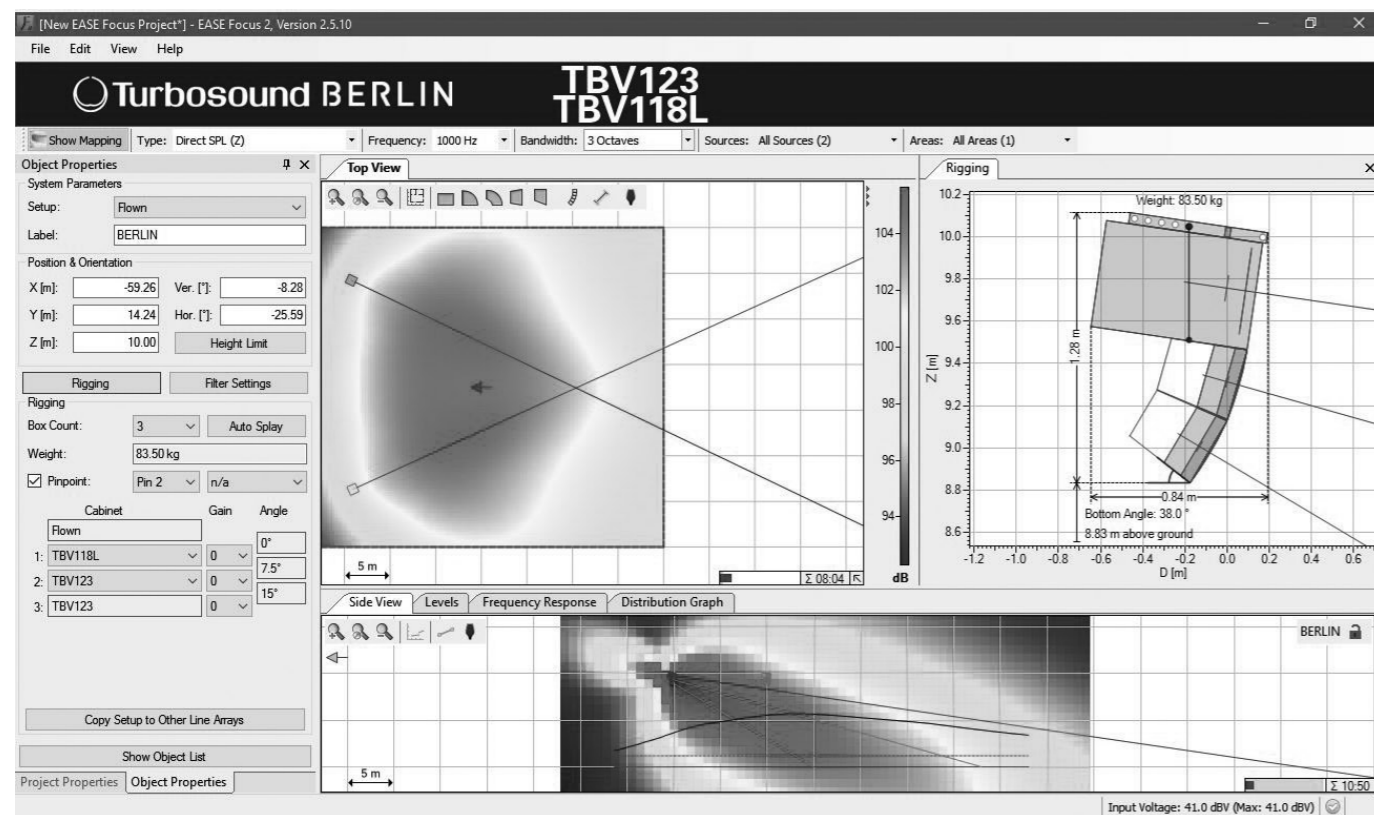 [New EASE Focus Project*] - EASE Focus 2, Version 2.5.10
File Edit View Help
Turbosound BERLIN
TBV123
TBV118L
Show Mapping Type: Direct SPL (Z) Frequency: 1000 Hz Bandwidth: 3 Octaves Sources: All Sources (2) Areas: All Areas (1)
Object Properties
System Parameters
Setup: Flown
Label: BERLIN
Position & Orientation
X [m]: -59.26 Ver. [°]: -8.28
Y [m]: 14.24 Hor. [°]: -25.59
Z [m]: 10.00 Height Limit
Rigging Filter Settings
Rigging
Box Count: 3 Auto Splay
Weight: 83.50 kg
Pinpoint: Pin 2 n/a
Cabinet Gain Angle
Flown
0°
1: TBV118L 0
7.5°
2: TBV123 0
15°
3: TBV123 0
Copy Setup to Other Line Arrays
Show Object List
Project Properties Object Properties
Top View
5 m
Σ 08:04
104
102
100
98
96
94
dB
Rigging
Weight: 83.50 kg
10.2
10.0
9.8
9.6
9.4
9.2
9.0
8.8
8.6
Z [m]
1.28 m
0.84 m
Bottom Angle: 38.0 °
8.83 m above ground
-1.2 -1.0 -0.8 -0.6 -0.4 -0.2 0.0 0.2 0.4 0.6
D [m]
Side View Levels Frequency Response Distribution Graph
BERLIN
5 m
Σ 10:50
Input Voltage: 41.0 dBV (Max: 41.0 dBV)